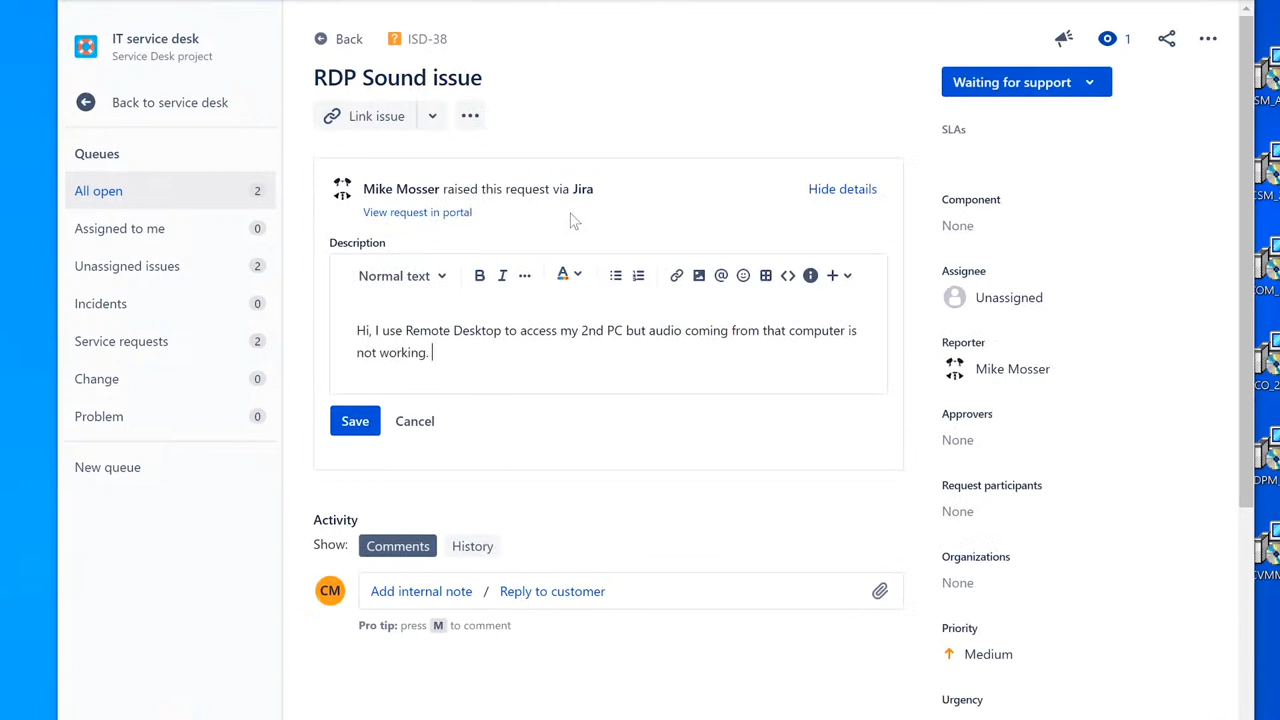 IT service desk
Service Desk project
Back to service desk
Queues
All open 2
Assigned to me 0
Unassigned issues 2
Incidents 0
Service requests 2
Change 0
Problem 0
New queue
Back ISD-38
1
RDP Sound issue
Link issue
Mike Mosser raised this request via Jira
Hide details
View request in portal
Description
Normal text B I A @
Hi, I use Remote Desktop to access my 2nd PC but audio coming from that computer is
not working.
Save Cancel
Activity
Show: Comments History
CM Add internal note / Reply to customer
Pro tip: press M to comment
Waiting for support
SLAs
Component
None
Assignee
Unassigned
Reporter
Mike Mosser
Approvers
None
Request participants
None
Organizations
None
Priority
Medium
Urgency